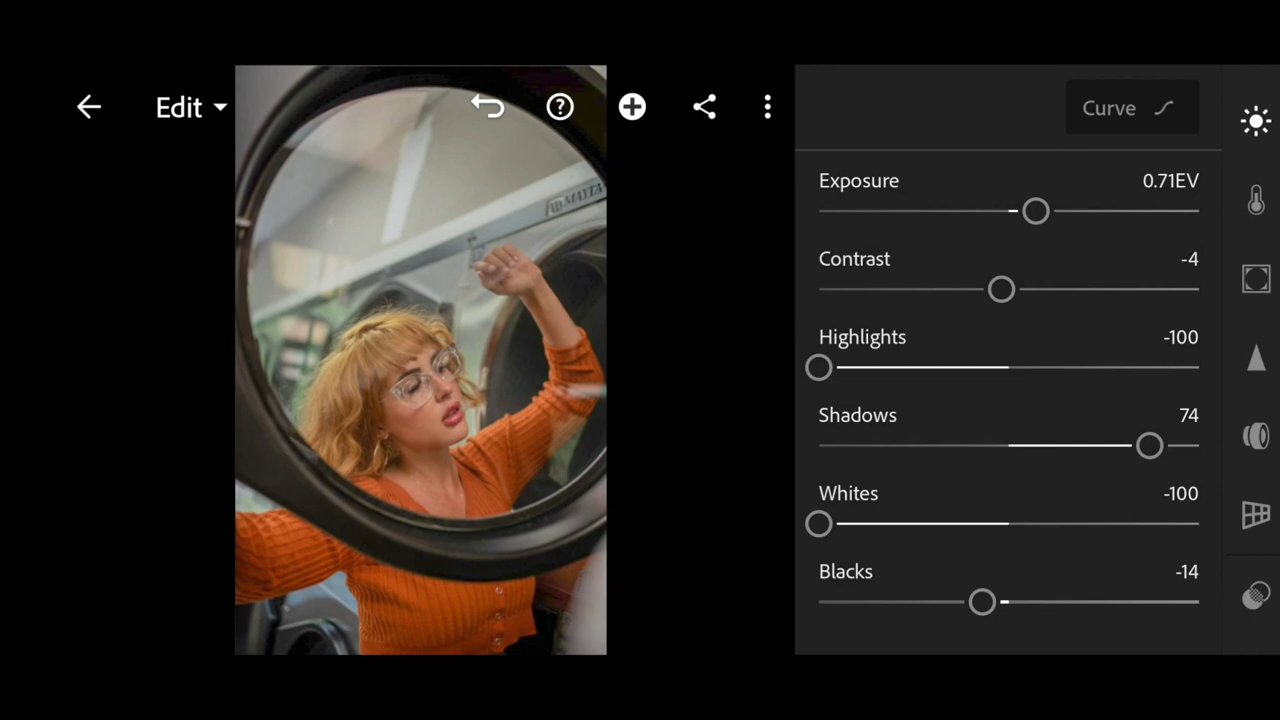 Edit
Curve
Exposure 0.71EV
Contrast -4
Highlights -100
Shadows 74
Whites -100
Blacks -14